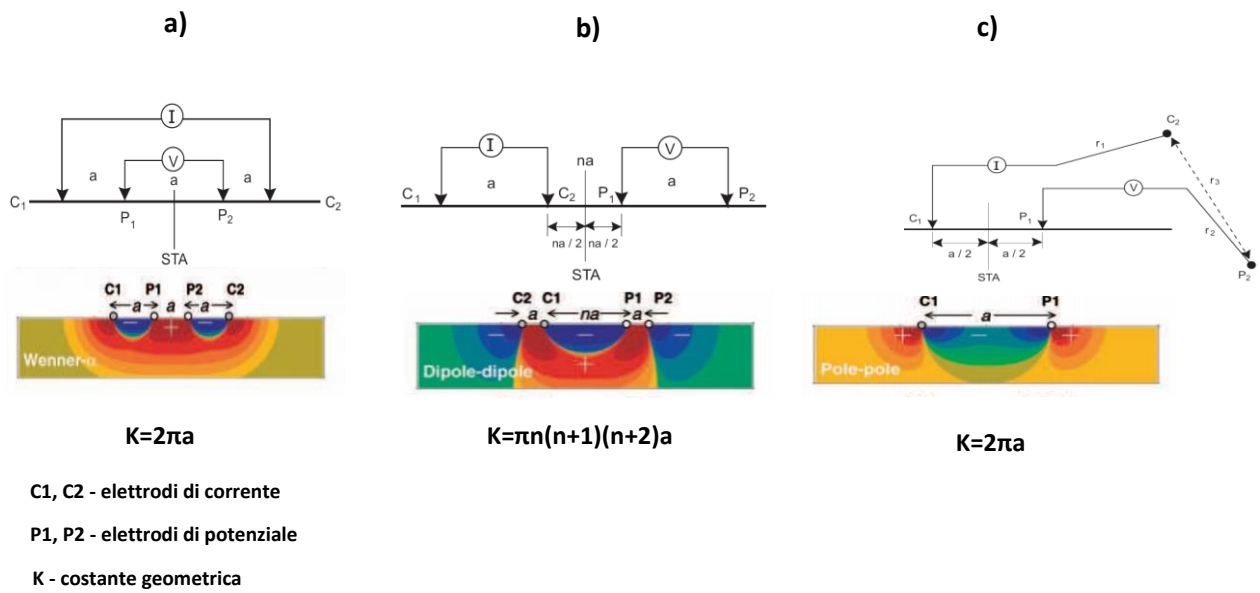 a)
b)
c)
I
V
a
a
a
C₁
P₁
P₂
C₂
STA
I
V
na
a
a
C₁
C₂
P₁
P₂
na / 2
na / 2
STA
C₂
r₁
I
r₃
V
C₁
P₁
r₂
a / 2
a / 2
STA
P₂
C1 P1 P2 C2
a a a
Wenner-α
C2 C1 P1 P2
a na a
Dipole-dipole
C1 P1
a
Pole-pole
K=2πa
K=πn(n+1)(n+2)a
K=2πa
C1, C2 - elettrodi di corrente
P1, P2 - elettrodi di potenziale
K - costante geometrica